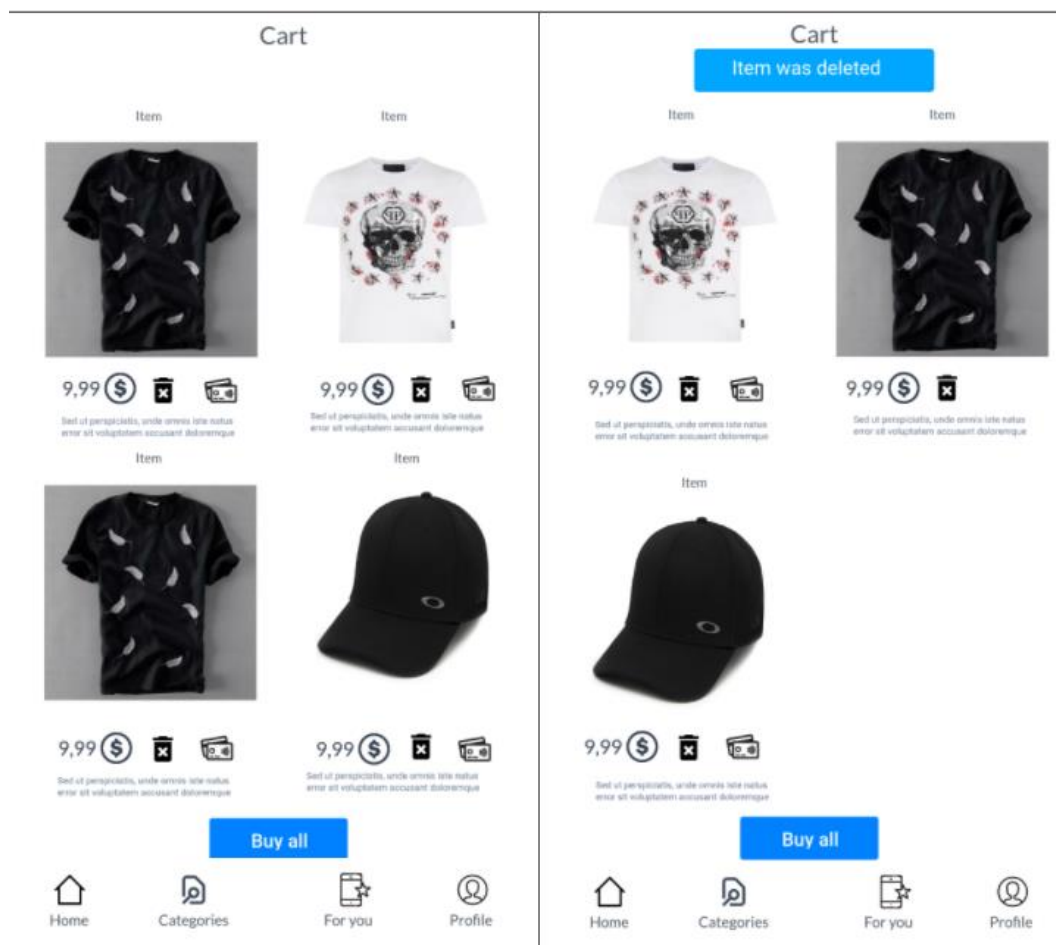 Cart
Item Item
9,99 9,99
Sed ut perspiciatis, unde omnis iste natus
error sit voluptatem accusant doloremque
Sed ut perspiciatis, unde omnis iste natus
error sit voluptatem accusant doloremque
Item Item
9,99 9,99
Sed ut perspiciatis, unde omnis iste natus
error sit voluptatem accusant doloremque
Sed ut perspiciatis, unde omnis iste natus
error sit voluptatem accusant doloremque
Buy all
Home Categories For you Profile
Cart
Item was deleted
Item Item
9,99 9,99
Sed ut perspiciatis, unde omnis iste natus
error sit voluptatem accusant doloremque
Sed ut perspiciatis, unde omnis iste natus
error sit voluptatem accusant doloremque
Item
9,99
Sed ut perspiciatis, unde omnis iste natus
error sit voluptatem accusant doloremque
Buy all
Home Categories For you Profile